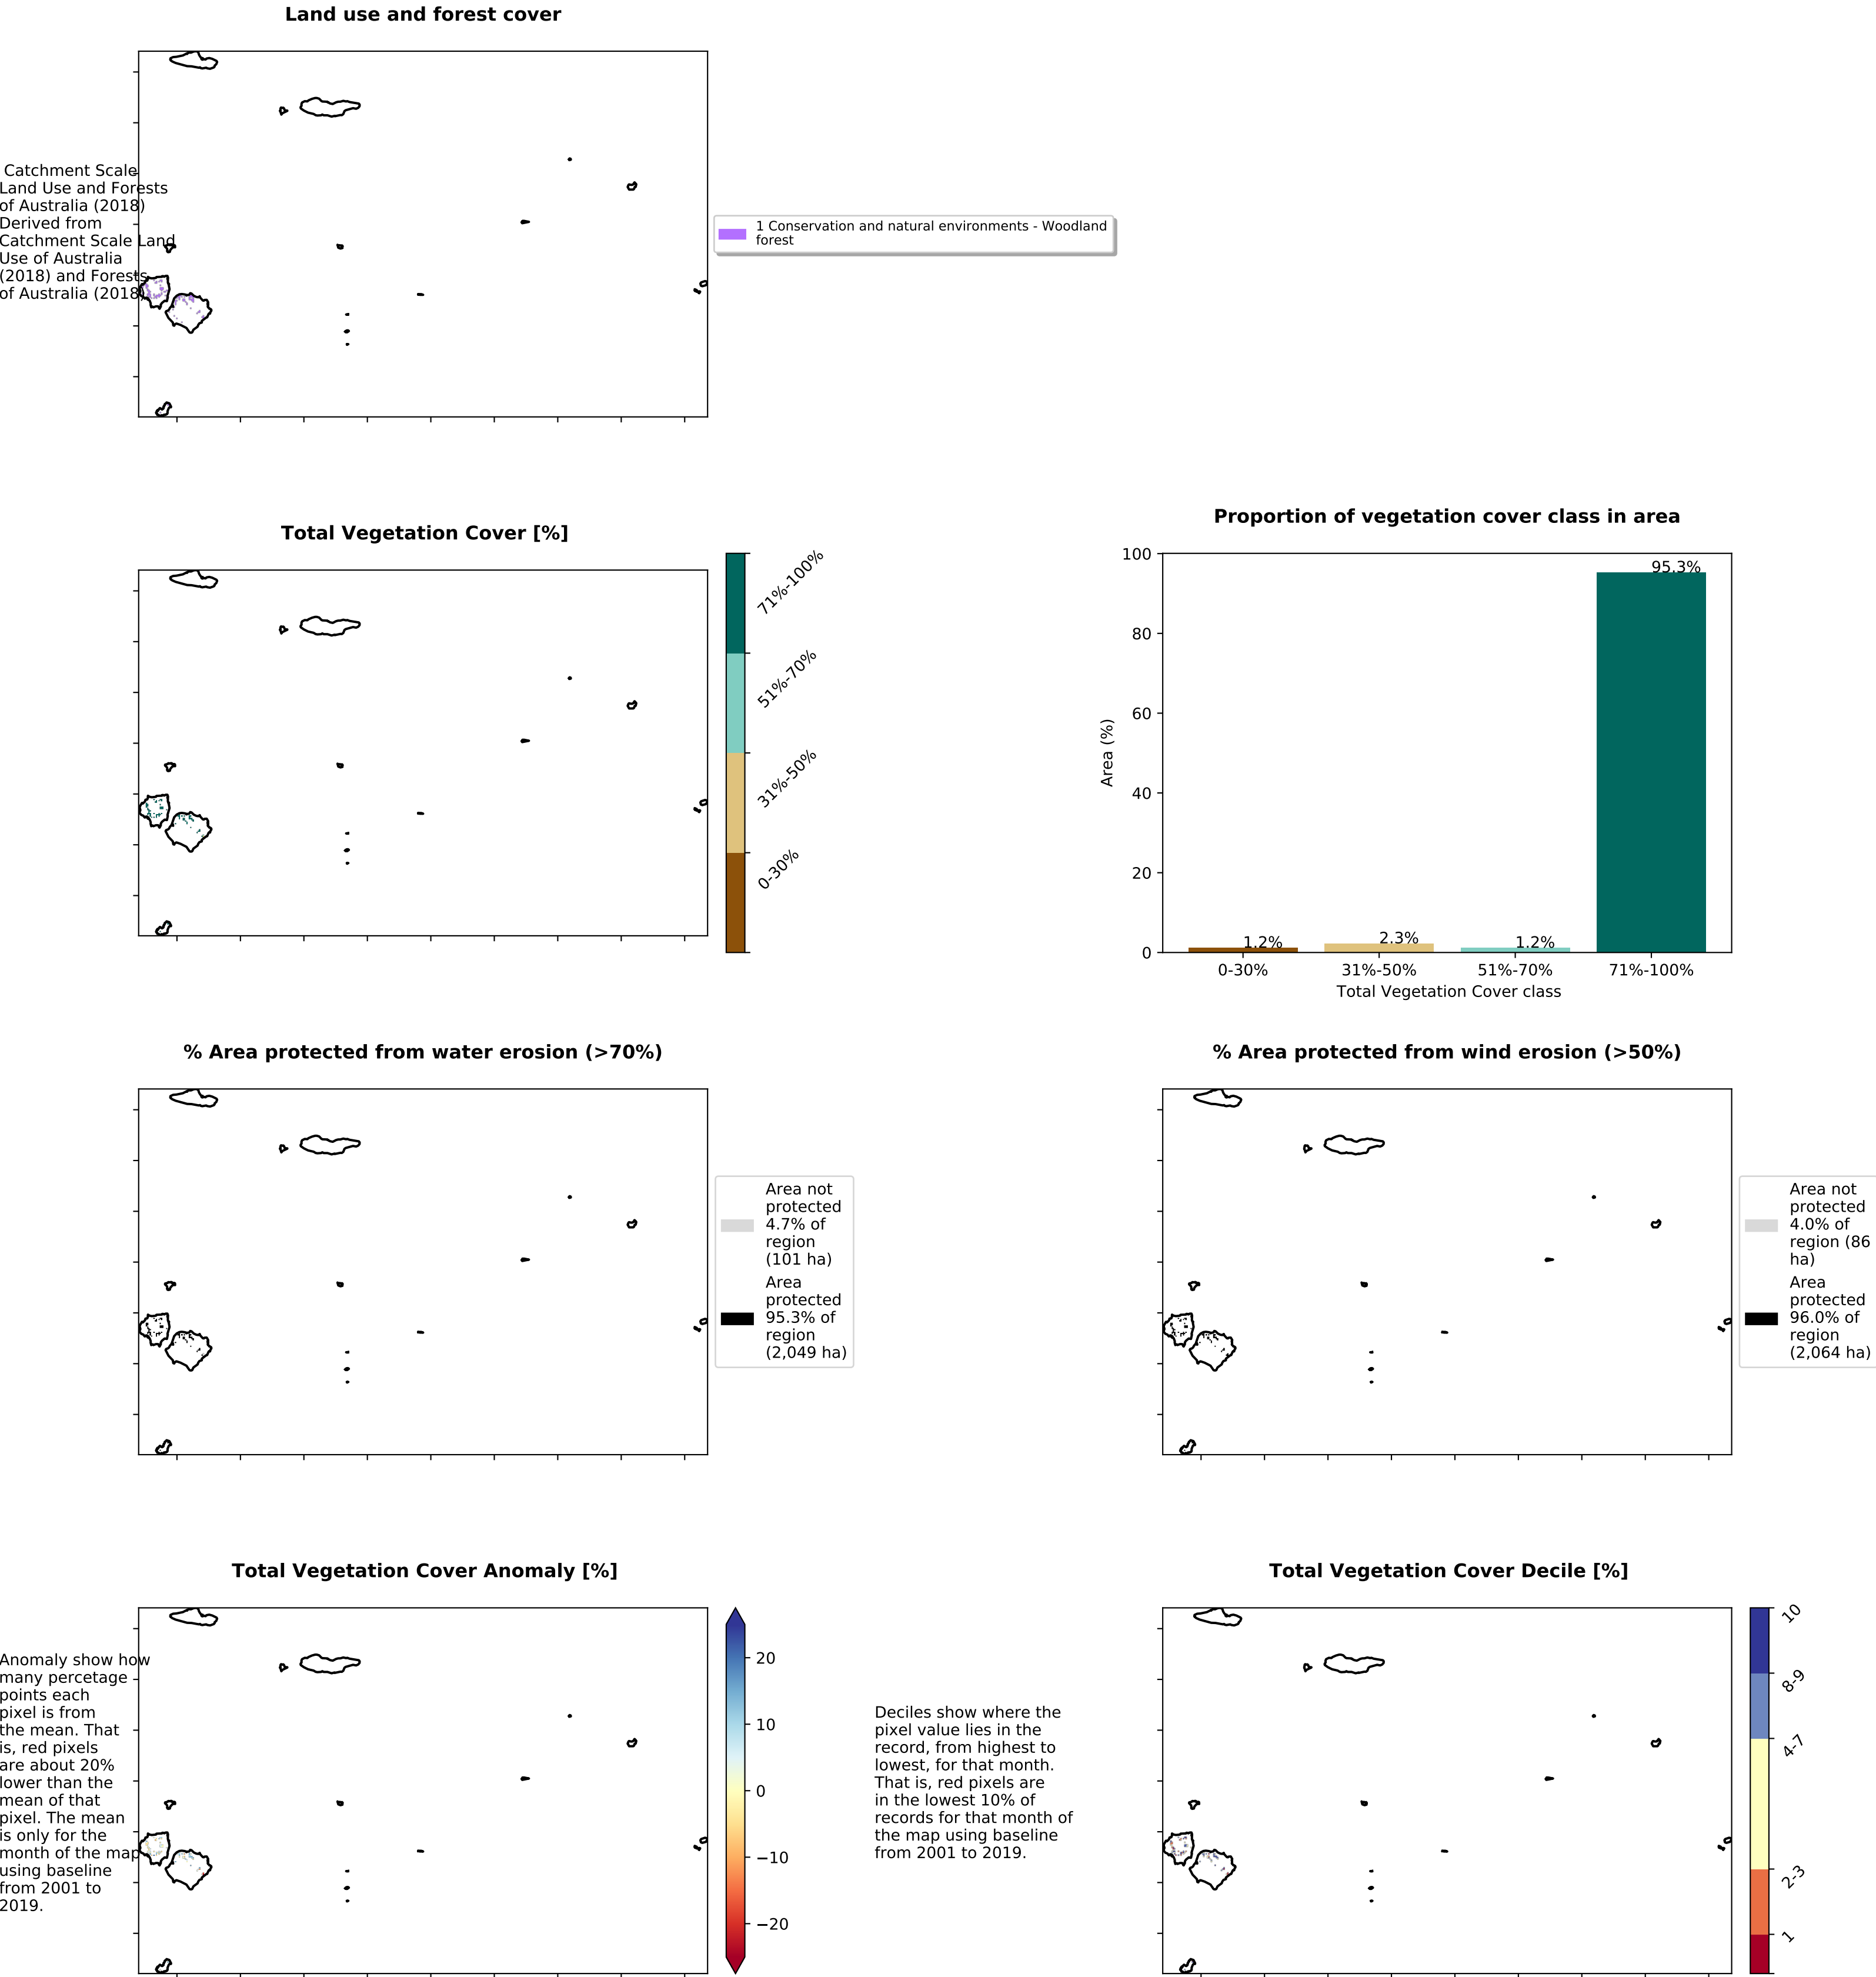 Land use and forest cover
Catchment Scale
Land Use and Forests
of Australia (2018)
Derived from
Catchment Scale Land
Use of Australia
(2018) and Forests
of Australia (2018)
1 Conservation and natural environments - Woodland
forest
Total Vegetation Cover [%]
71%-100%
51%-70%
31%-50%
0-30%
Proportion of vegetation cover class in area
100
80
60
40
20
0
Area (%)
1.2%
2.3%
1.2%
95.3%
0-30%
31%-50%
51%-70%
71%-100%
Total Vegetation Cover class
% Area protected from water erosion (>70%)
Area not
protected
4.7% of
region
(101 ha)
Area
protected
95.3% of
region
(2,049 ha)
% Area protected from wind erosion (>50%)
Area not
protected
4.0% of
region (86
ha)
Area
protected
96.0% of
region
(2,064 ha)
Total Vegetation Cover Anomaly [%]
Anomaly show how
many percetage
points each
pixel is from
the mean. That
is, red pixels
are about 20%
lower than the
mean of that
pixel. The mean
is only for the
month of the map
using baseline
from 2001 to
2019.
20
10
0
−10
−20
Deciles show where the
pixel value lies in the
record, from highest to
lowest, for that month.
That is, red pixels are
in the lowest 10% of
records for that month of
the map using baseline
from 2001 to 2019.
Total Vegetation Cover Decile [%]
10
8-9
4-7
2-3
1